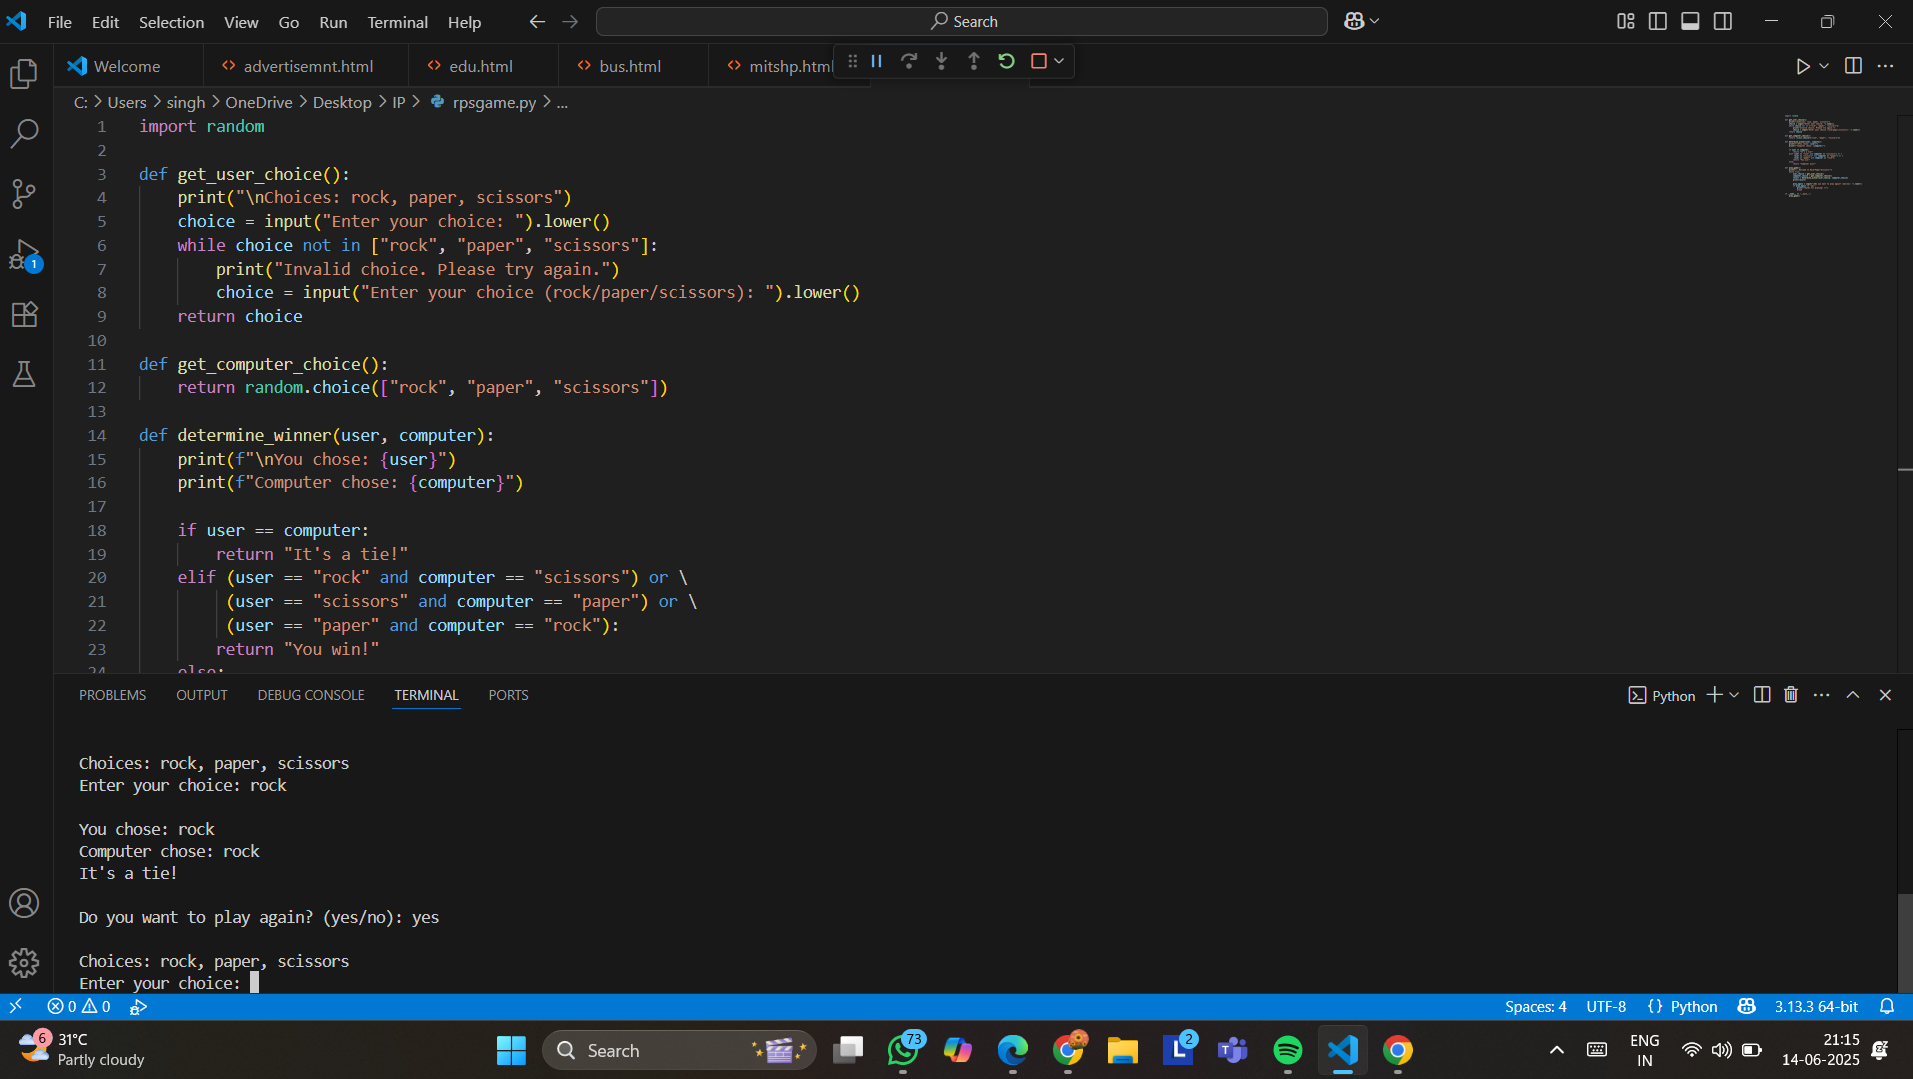 File Edit Selection View Go Run Terminal Help
Search
Welcome advertisemnt.html edu.html bus.html mitshp.html
C: > Users > singh > OneDrive > Desktop > IP > rpsgame.py > ...
1 import random
2
3 def get_user_choice():
4     print("\nChoices: rock, paper, scissors")
5     choice = input("Enter your choice: ").lower()
6     while choice not in ["rock", "paper", "scissors"]:
7         print("Invalid choice. Please try again.")
8         choice = input("Enter your choice (rock/paper/scissors): ").lower()
9     return choice
10
11 def get_computer_choice():
12     return random.choice(["rock", "paper", "scissors"])
13
14 def determine_winner(user, computer):
15     print(f"\nYou chose: {user}")
16     print(f"Computer chose: {computer}")
17
18     if user == computer:
19         return "It's a tie!"
20     elif (user == "rock" and computer == "scissors") or \
21          (user == "scissors" and computer == "paper") or \
22          (user == "paper" and computer == "rock"):
23         return "You win!"
24     else:
1
PROBLEMS OUTPUT DEBUG CONSOLE TERMINAL PORTS
Python
Choices: rock, paper, scissors
Enter your choice: rock
You chose: rock
Computer chose: rock
It's a tie!
Do you want to play again? (yes/no): yes
Choices: rock, paper, scissors
Enter your choice:
0 0
Spaces: 4 UTF-8 {} Python 3.13.3 64-bit
6
31°C
Partly cloudy
Search
73
2
ENG
IN
21:15
14-06-2025